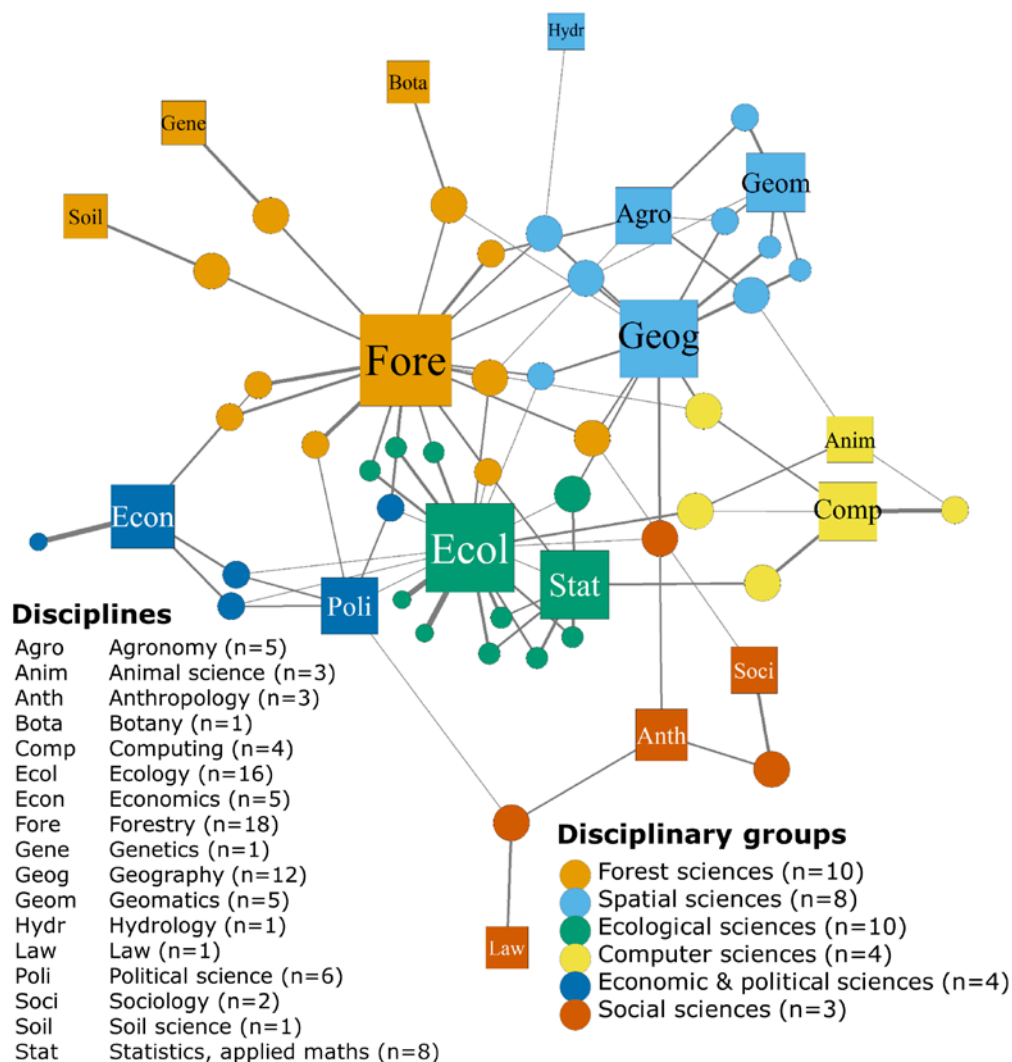 Hydr
Bota
Gene
Geom
Soil
Agro
Geog
Fore
Anim
Econ
Comp
Ecol
Stat
Poli
Soci
Anth
Law
Disciplines
Agro Agronomy (n=5)
Anim Animal science (n=3)
Anth Anthropology (n=3)
Bota Botany (n=1)
Comp Computing (n=4)
Ecol Ecology (n=16)
Econ Economics (n=5)
Fore Forestry (n=18)
Gene Genetics (n=1)
Geog Geography (n=12)
Geom Geomatics (n=5)
Hydr Hydrology (n=1)
Law Law (n=1)
Poli Political science (n=6)
Soci Sociology (n=2)
Soil Soil science (n=1)
Stat Statistics, applied maths (n=8)
Disciplinary groups
Forest sciences (n=10)
Spatial sciences (n=8)
Ecological sciences (n=10)
Computer sciences (n=4)
Economic & political sciences (n=4)
Social sciences (n=3)